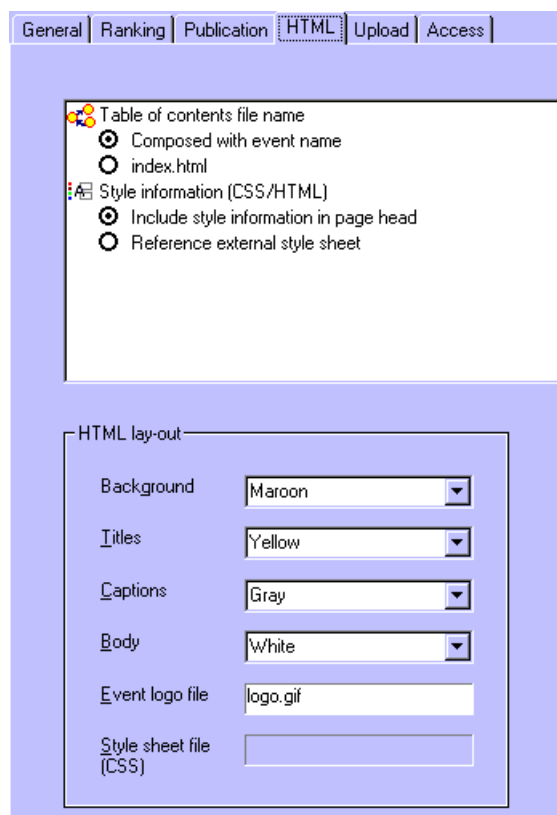 General Ranking Publication HTML Upload Access
Table of contents file name
Composed with event name
index.html
Style information (CSS/HTML)
Include style information in page head
Reference external style sheet
HTML lay-out
Background Maroon
Titles Yellow
Captions Gray
Body White
Event logo file logo.gif
Style sheet file
(CSS)